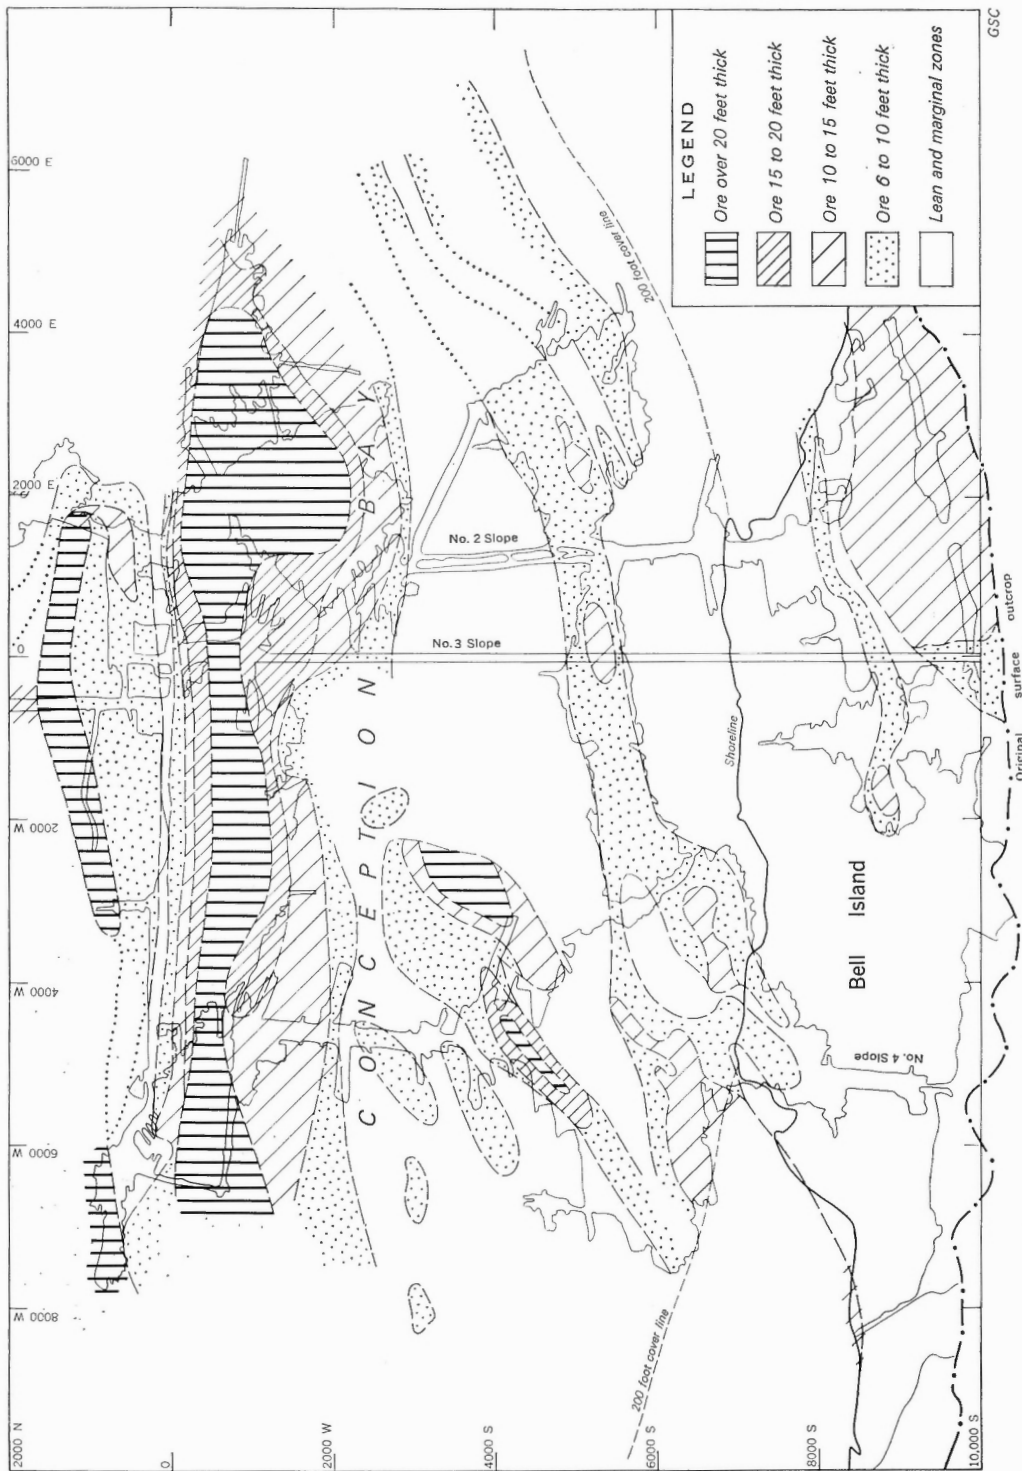 LEGEND
Ore over 20 feet thick
Ore 15 to 20 feet thick
Ore 10 to 15 feet thick
Ore 6 to 10 feet thick
Lean and marginal zones
GSC
2000 N
0
2000 W
4000 S
6000 S
8000 S
10,000 S
8000 W
6000 W
4000 W
2000 W
0
2000 E
4000 E
6000 E
CONCEPTION BAY
No. 2 Slope
No. 3 Slope
No. 4 Slope
Shoreline
200 foot cover line
200 foot cover line
Bell Island
Original surface outcrop